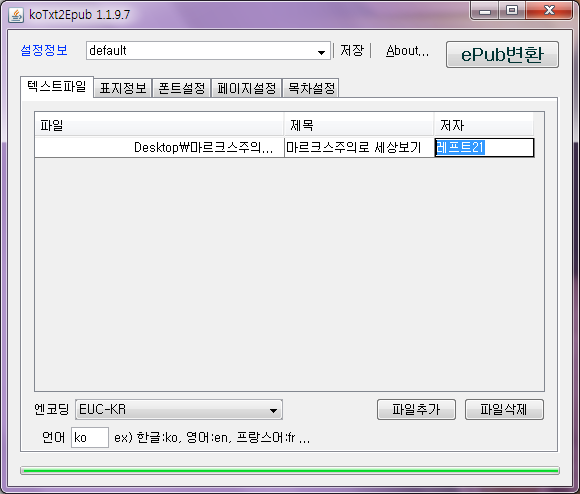 koTxt2Epub 1.1.9.7
설정정보 default 저장 About... ePub변환
텍스트파일 표지정보 폰트설정 페이지설정 목차설정
파일 제목 저자
Desktop₩마르크스주의... 마르크스주의로 세상보기 레프트21
엔코딩 EUC-KR 파일추가 파일삭제
언어 ko ex) 한글:ko, 영어:en, 프랑스어:fr ...